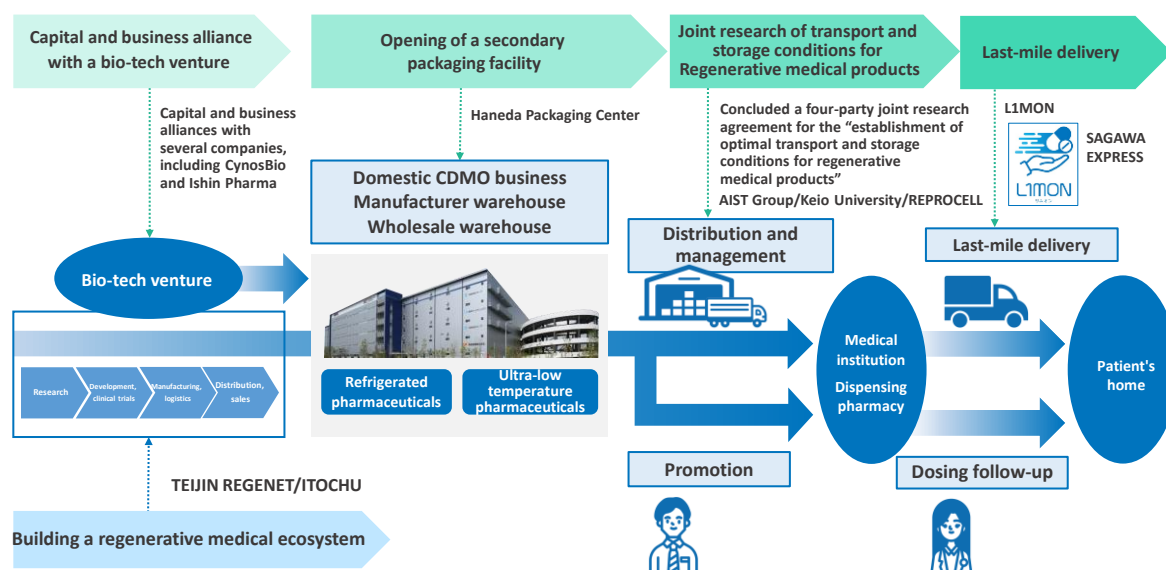 Capital and business alliance
with a bio-tech venture
Opening of a secondary
packaging facility
Joint research of transport and
storage conditions for
Regenerative medical products
Last-mile delivery
Capital and business
alliances with
several companies,
including CynosBio
and Ishin Pharma
Haneda Packaging Center
Concluded a four-party joint research
agreement for the “establishment of
optimal transport and storage
conditions for regenerative
medical products”
AIST Group/Keio University/REPROCELL
L1MON
L1MON
SAGAWA
EXPRESS
Domestic CDMO business
Manufacturer warehouse
Wholesale warehouse
Distribution and
management
Last-mile delivery
Bio-tech venture
Research
Development,
clinical trials
Manufacturing,
logistics
Distribution,
sales
Refrigerated
pharmaceuticals
Ultra-low
temperature
pharmaceuticals
Medical
institution
Dispensing
pharmacy
Patient's
home
Promotion
Dosing follow-up
TEIJIN REGENET/ITOCHU
Building a regenerative medical ecosystem